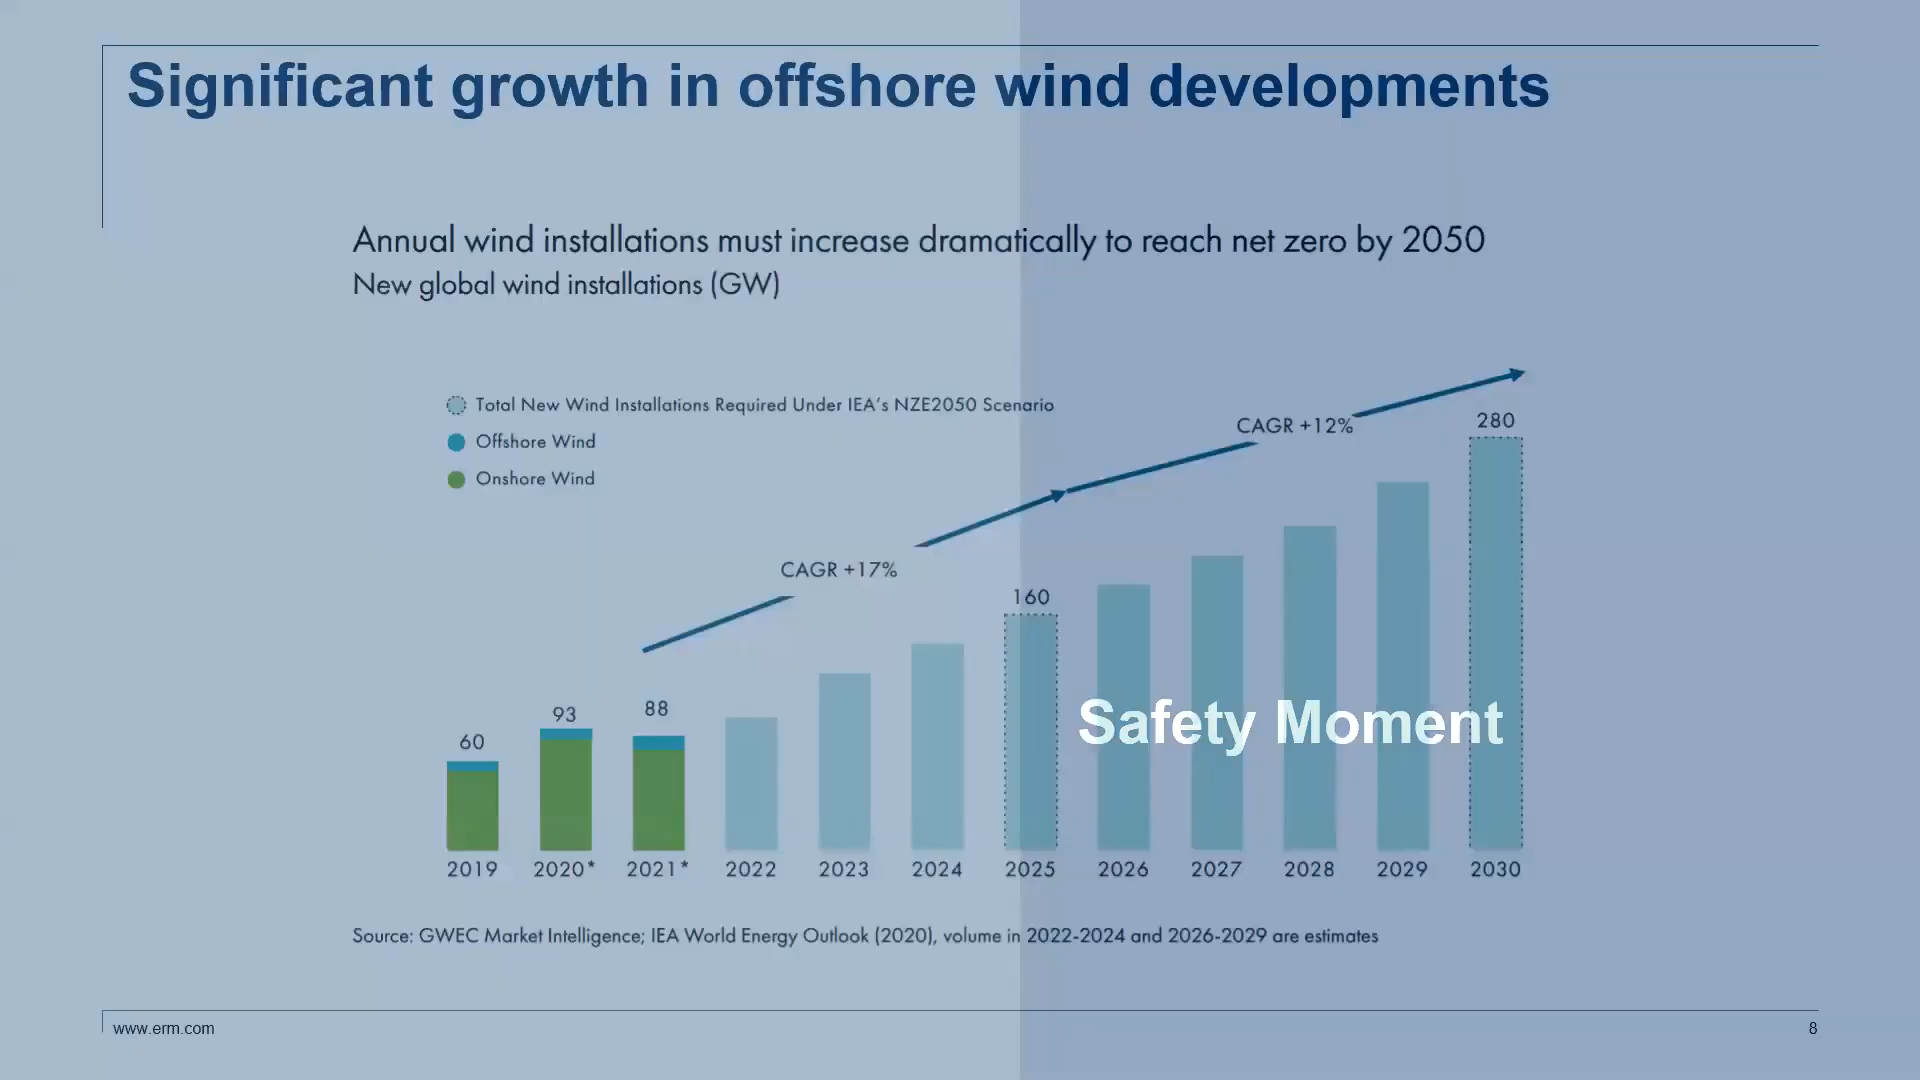 Significant growth in offshore wind developments
Annual wind installations must increase dramatically to reach net zero by 2050
New global wind installations (GW)
Total New Wind Installations Required Under IEA's NZE2050 Scenario
Offshore Wind
Onshore Wind
CAGR +12%
280
CAGR +17%
160
Safety Moment
60
93
88
2019
2020*
2021*
2022
2023
2024
2025
2026
2027
2028
2029
2030
Source: GWEC Market Intelligence; IEA World Energy Outlook (2020), volume in 2022-2024 and 2026-2029 are estimates
www.erm.com
8